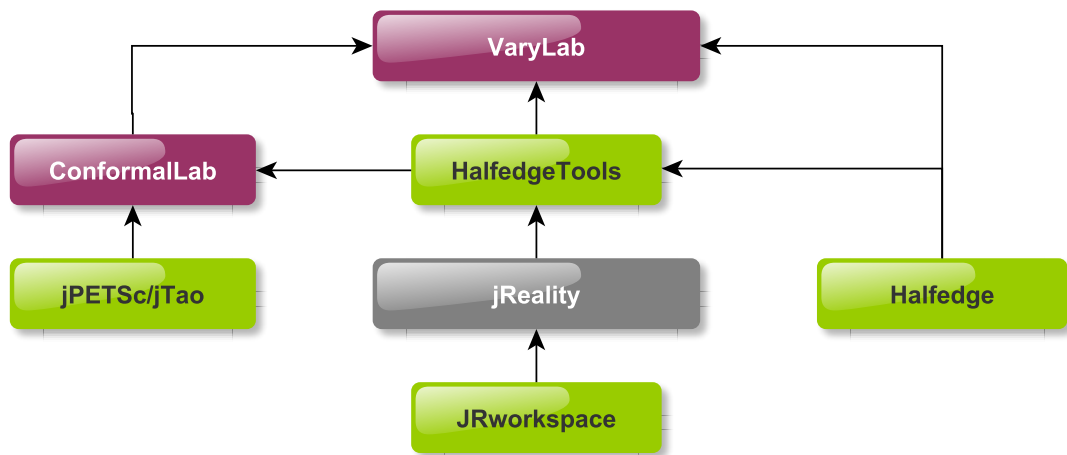 VaryLab
ConformalLab
HalfedgeTools
jPETSc/jTao
jReality
Halfedge
JRworkspace